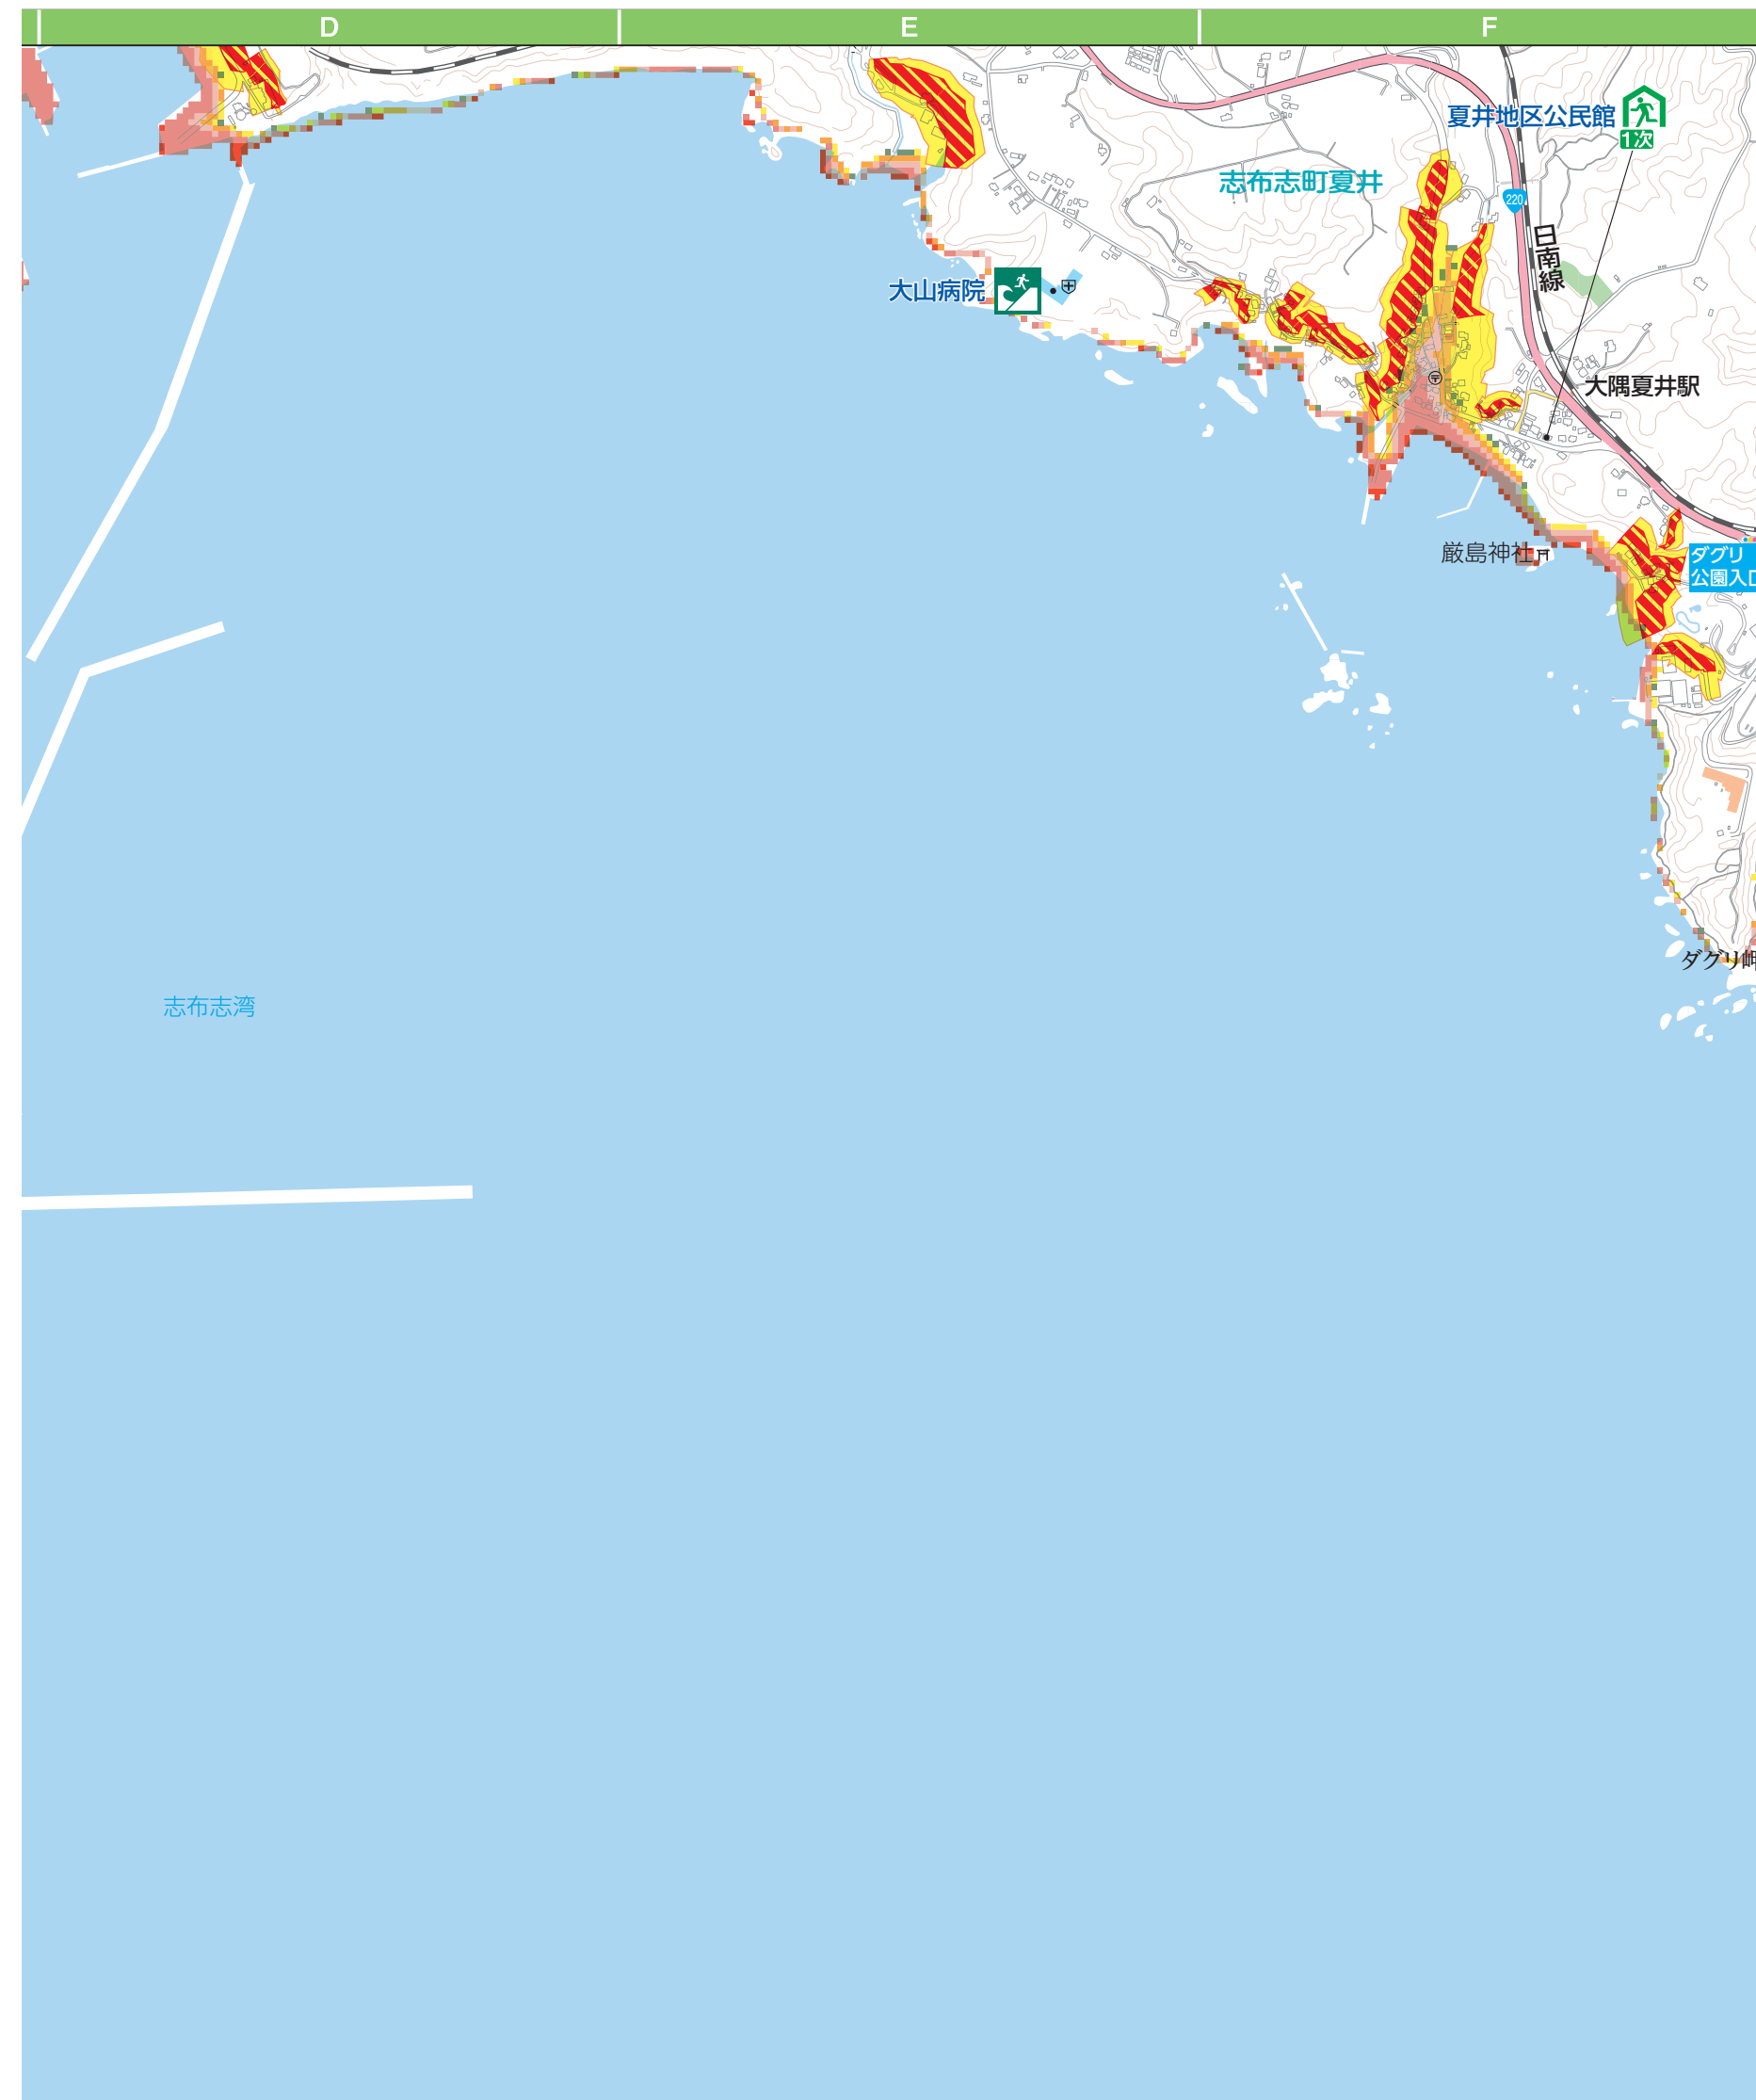 D
E
F
夏井地区公民館
1次
志布志町夏井
220
日南線
大山病院
大隅夏井駅
厳島神社
ダグリ
公園入口
ダグリ岬
志布志湾